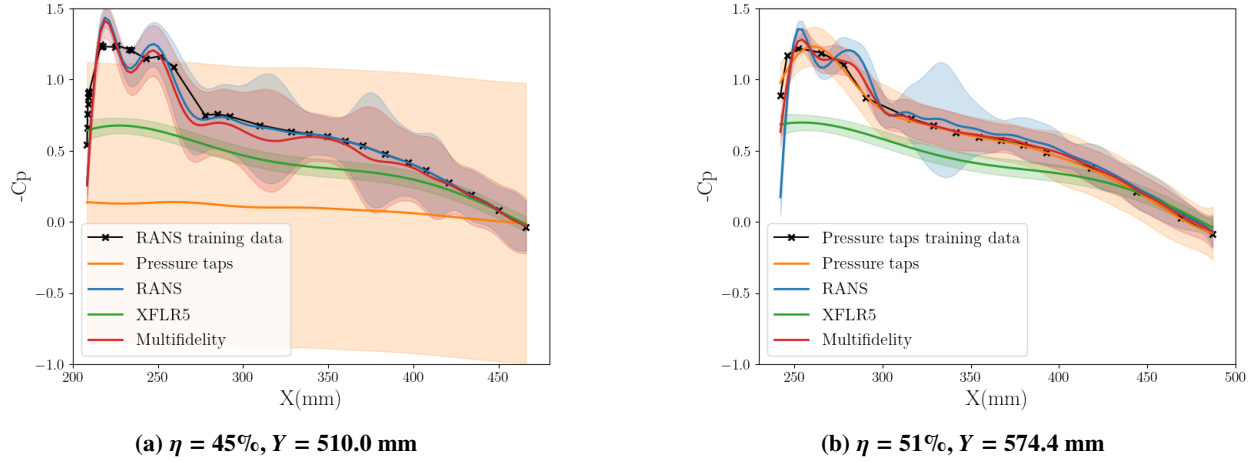 1.5
1.0
0.5
0.0
−0.5
−1.0
-Cp
RANS training data
Pressure taps
RANS
XFLR5
Multifidelity
200 250 300 350 400 450
X(mm)
(a) η = 45%, Y = 510.0 mm
1.5
1.0
0.5
0.0
−0.5
−1.0
-Cp
Pressure taps training data
Pressure taps
RANS
XFLR5
Multifidelity
250 300 350 400 450 500
X(mm)
(b) η = 51%, Y = 574.4 mm